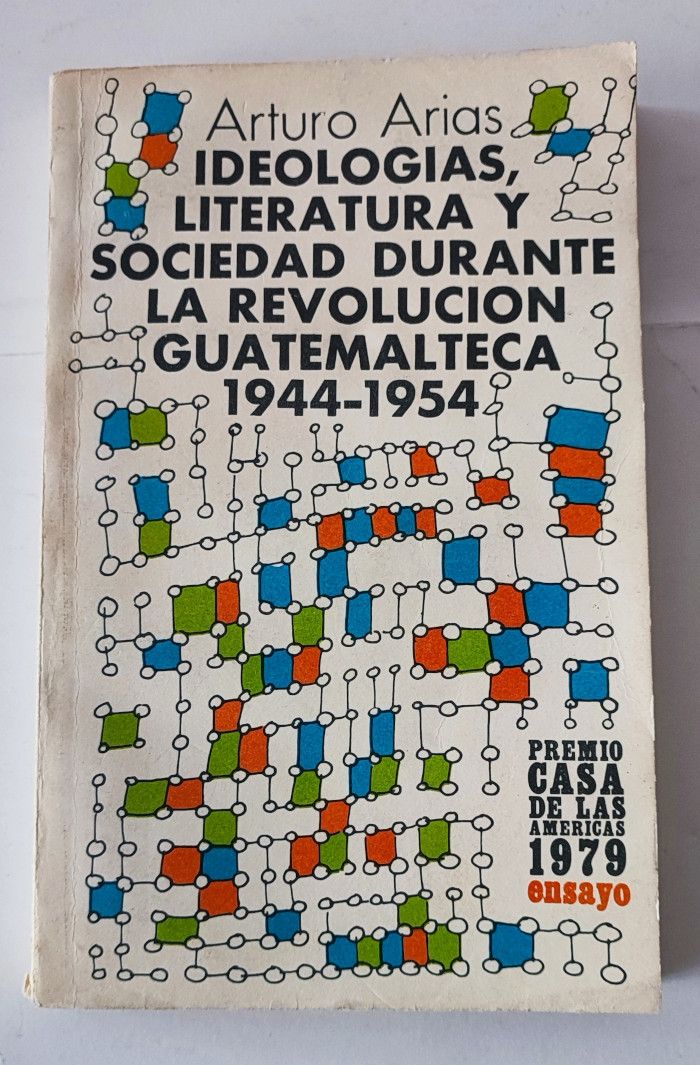 Arturo Arias
IDEOLOGIAS,
LITERATURA Y
SOCIEDAD DURANTE
LA REVOLUCION
GUATEMALTECA
1944-1954
PREMIO
CASA
DE LAS
AMERICAS
1979
ensayo